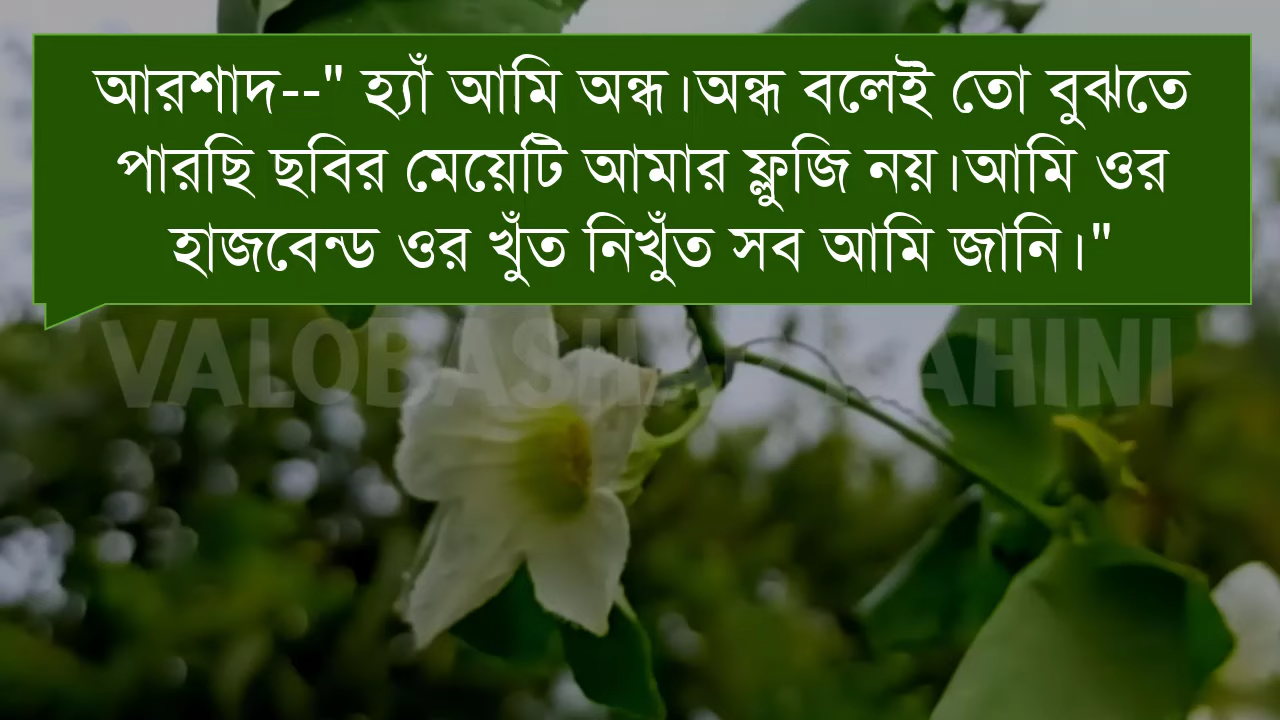 আরশাদ--" হ্যাঁ আমি অন্ধ।অন্ধ বলেই তো বুঝতে
পারছি ছবির মেয়েটি আমার ফ্লুজি নয়।আমি ওর
হাজবেন্ড ওর খুঁত নিখুঁত সব আমি জানি।"